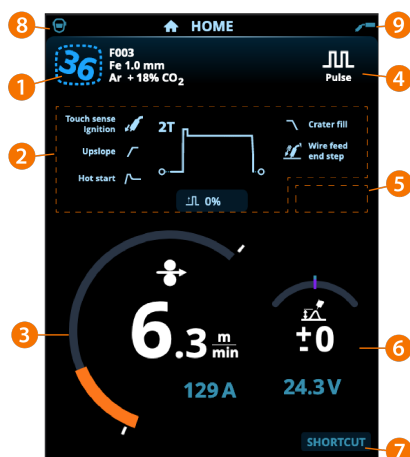 8
HOME
9
36
F003
Fe 1.0 mm
Ar + 18% CO2
1
Pulse
4
Touch sense
Ignition
2T
Crater fill
2
Upslope
Wire feed
end step
Hot start
5
0%
3
6.3 m
min
±0
6
129 A
24.3 V
SHORTCUT
7